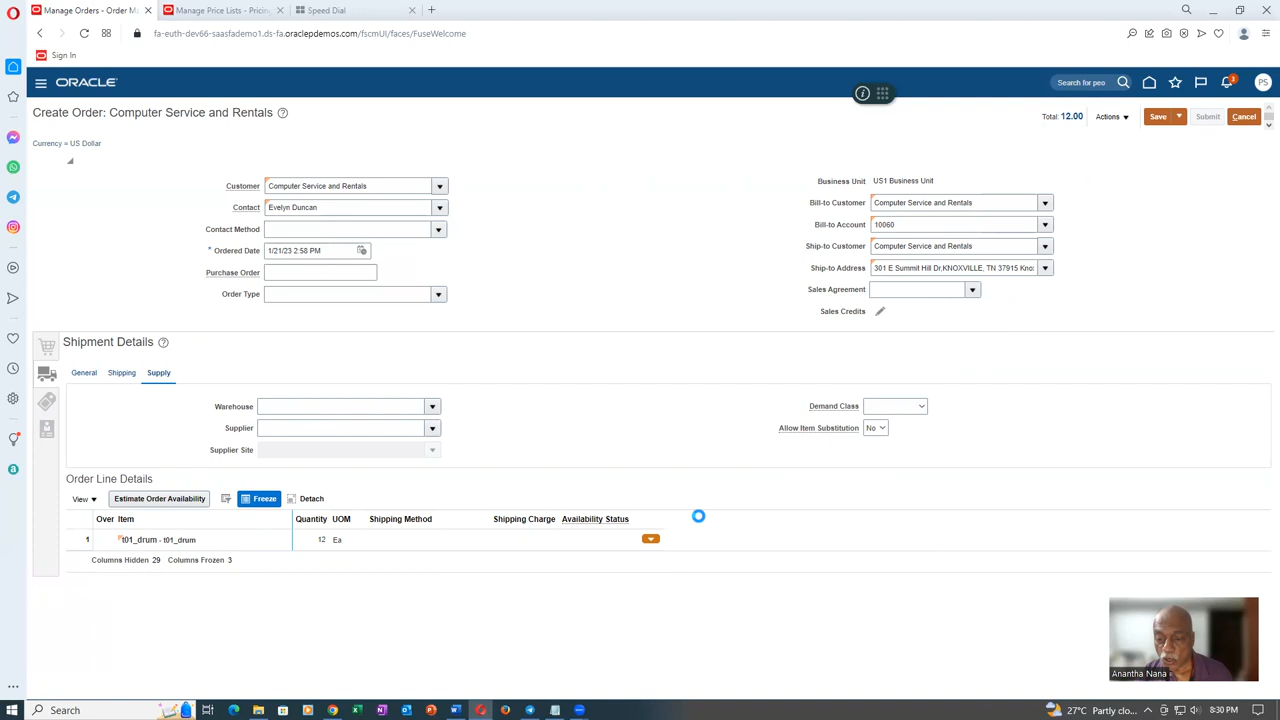 Manage Orders - Order Ma
Manage Price Lists - Pricing
Speed Dial
fa-euth-dev66-saasfademo1.ds-fa.oraclepdemos.com/fscmUI/faces/FuseWelcome
Sign In
ORACLE
Search for peo
3
PS
Create Order: Computer Service and Rentals
Total: 12.00
Actions
Save
Submit
Cancel
Currency = US Dollar
Customer Computer Service and Rentals
Contact Evelyn Duncan
Contact Method
* Ordered Date 1/21/23 2:58 PM
Purchase Order
Order Type
Business Unit US1 Business Unit
Bill-to Customer Computer Service and Rentals
Bill-to Account 10060
Ship-to Customer Computer Service and Rentals
Ship-to Address 301 E Summit Hill Dr,KNOXVILLE, TN 37915 Kno:
Sales Agreement
Sales Credits
Shipment Details
General Shipping Supply
Warehouse
Supplier
Supplier Site
Demand Class
Allow Item Substitution No
Order Line Details
View Estimate Order Availability Freeze Detach
Over Item Quantity UOM Shipping Method Shipping Charge Availability Status
1 t01_drum - t01_drum 12 Ea
Columns Hidden 29 Columns Frozen 3
Anantha Nana
Search
27°C Partly clo...
8:30 PM